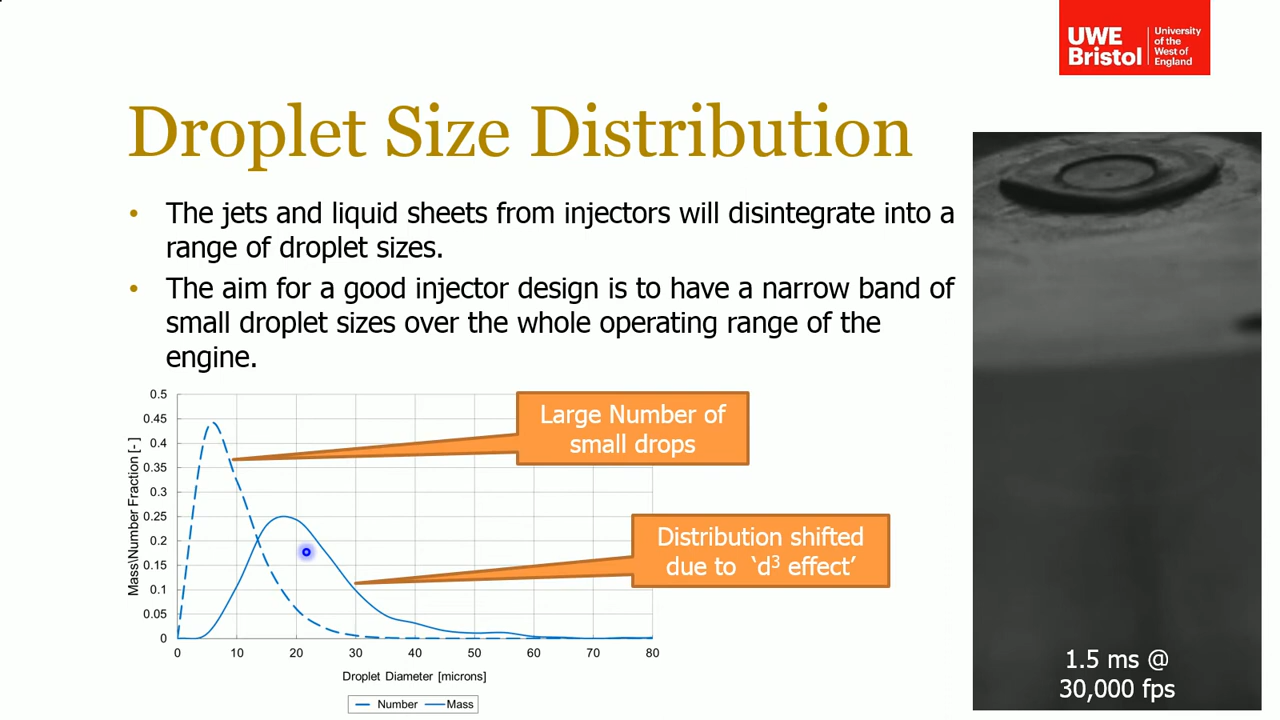 UWE Bristol
University of the West of England
Droplet Size Distribution
• The jets and liquid sheets from injectors will disintegrate into a
range of droplet sizes.
• The aim for a good injector design is to have a narrow band of
small droplet sizes over the whole operating range of the
engine.
Large Number of
small drops
Distribution shifted
due to ‘d³ effect’
Mass\Number Fraction [-]
0.5
0.45
0.4
0.35
0.3
0.25
0.2
0.15
0.1
0.05
0
0 10 20 30 40 50 60 70 80
Droplet Diameter [microns]
Number Mass
1.5 ms @
30,000 fps